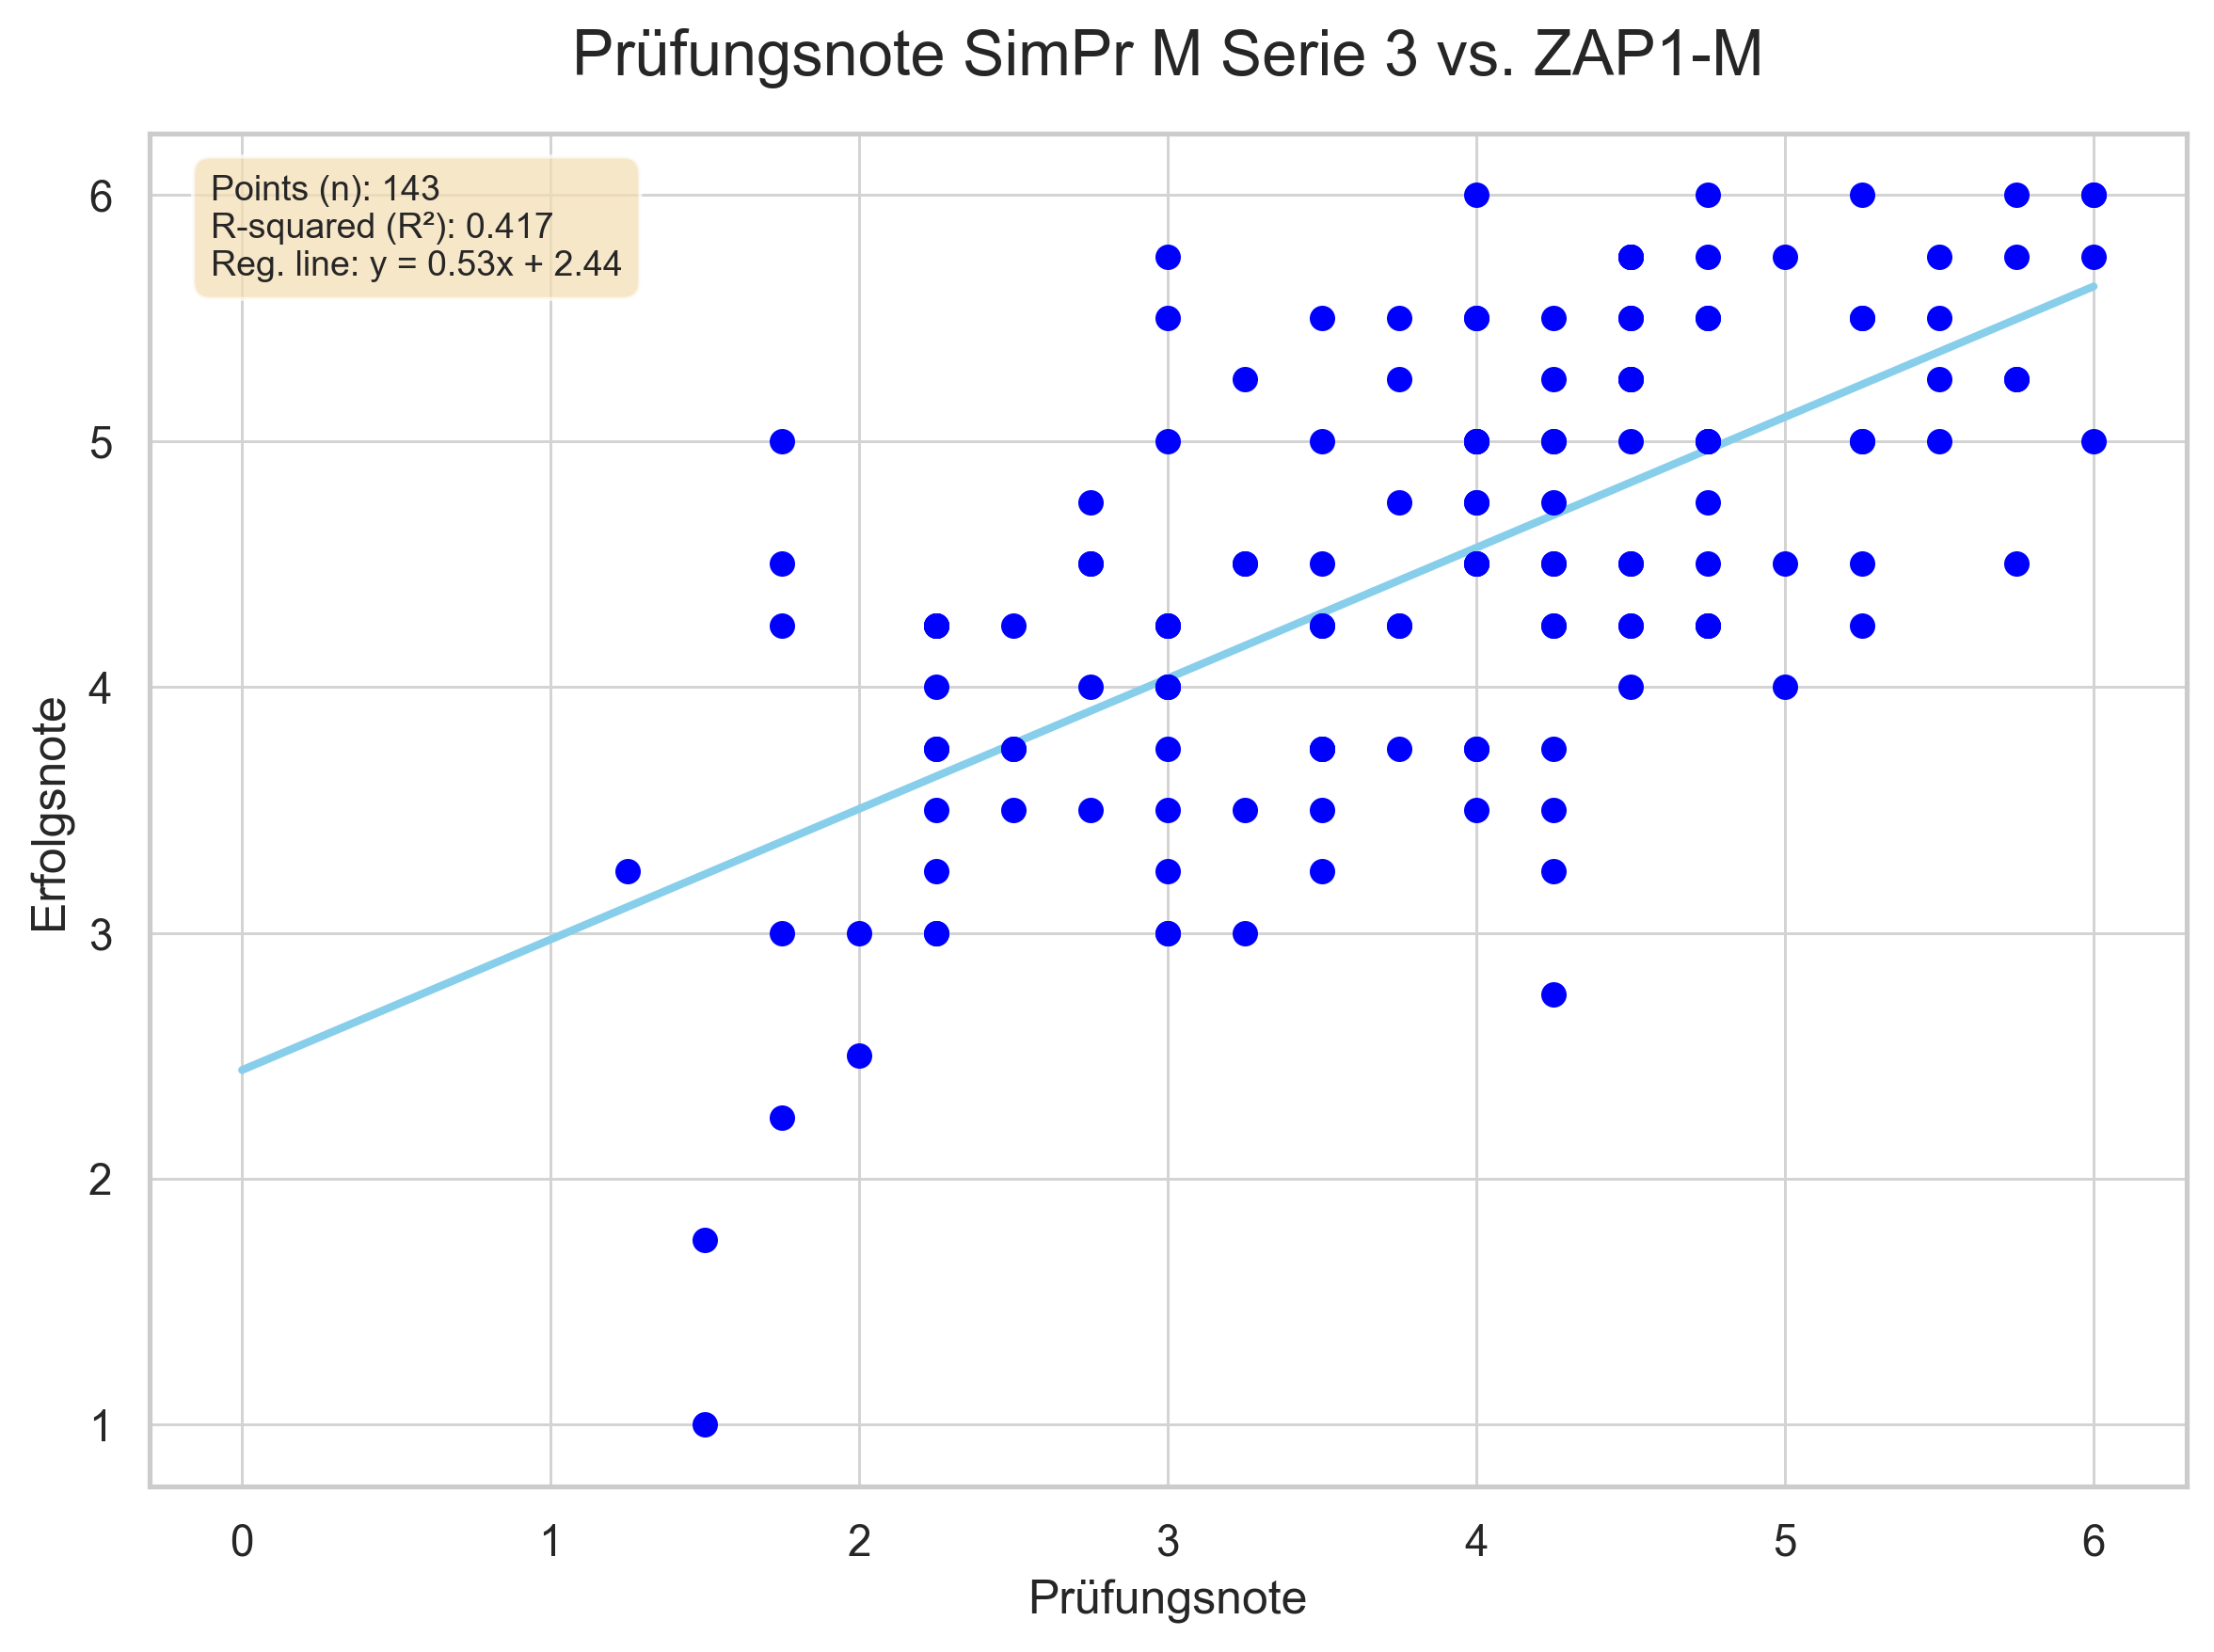 Prüfungsnote SimPr M Serie 3 vs. ZAP1-M
Points (n): 143
R-squared (R²): 0.417
Reg. line: y = 0.53x + 2.44
6
5
4
3
2
1
Erfolgsnote
0 1 2 3 4 5 6
Prüfungsnote